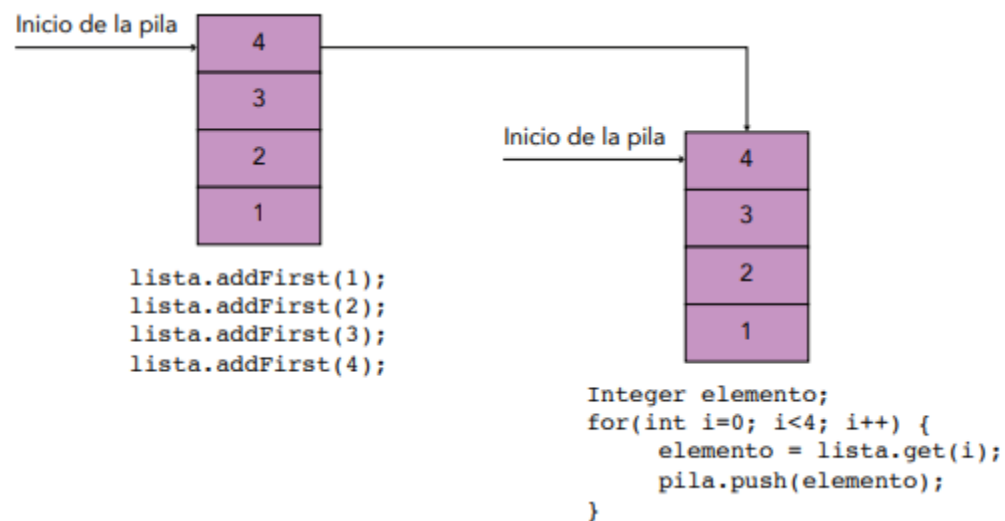 Inicio de la pila
4
3
2
1
lista.addFirst(1);
lista.addFirst(2);
lista.addFirst(3);
lista.addFirst(4);
Inicio de la pila
4
3
2
1
Integer elemento;
for(int i=0; i<4; i++) {
elemento = lista.get(i);
pila.push(elemento);
}